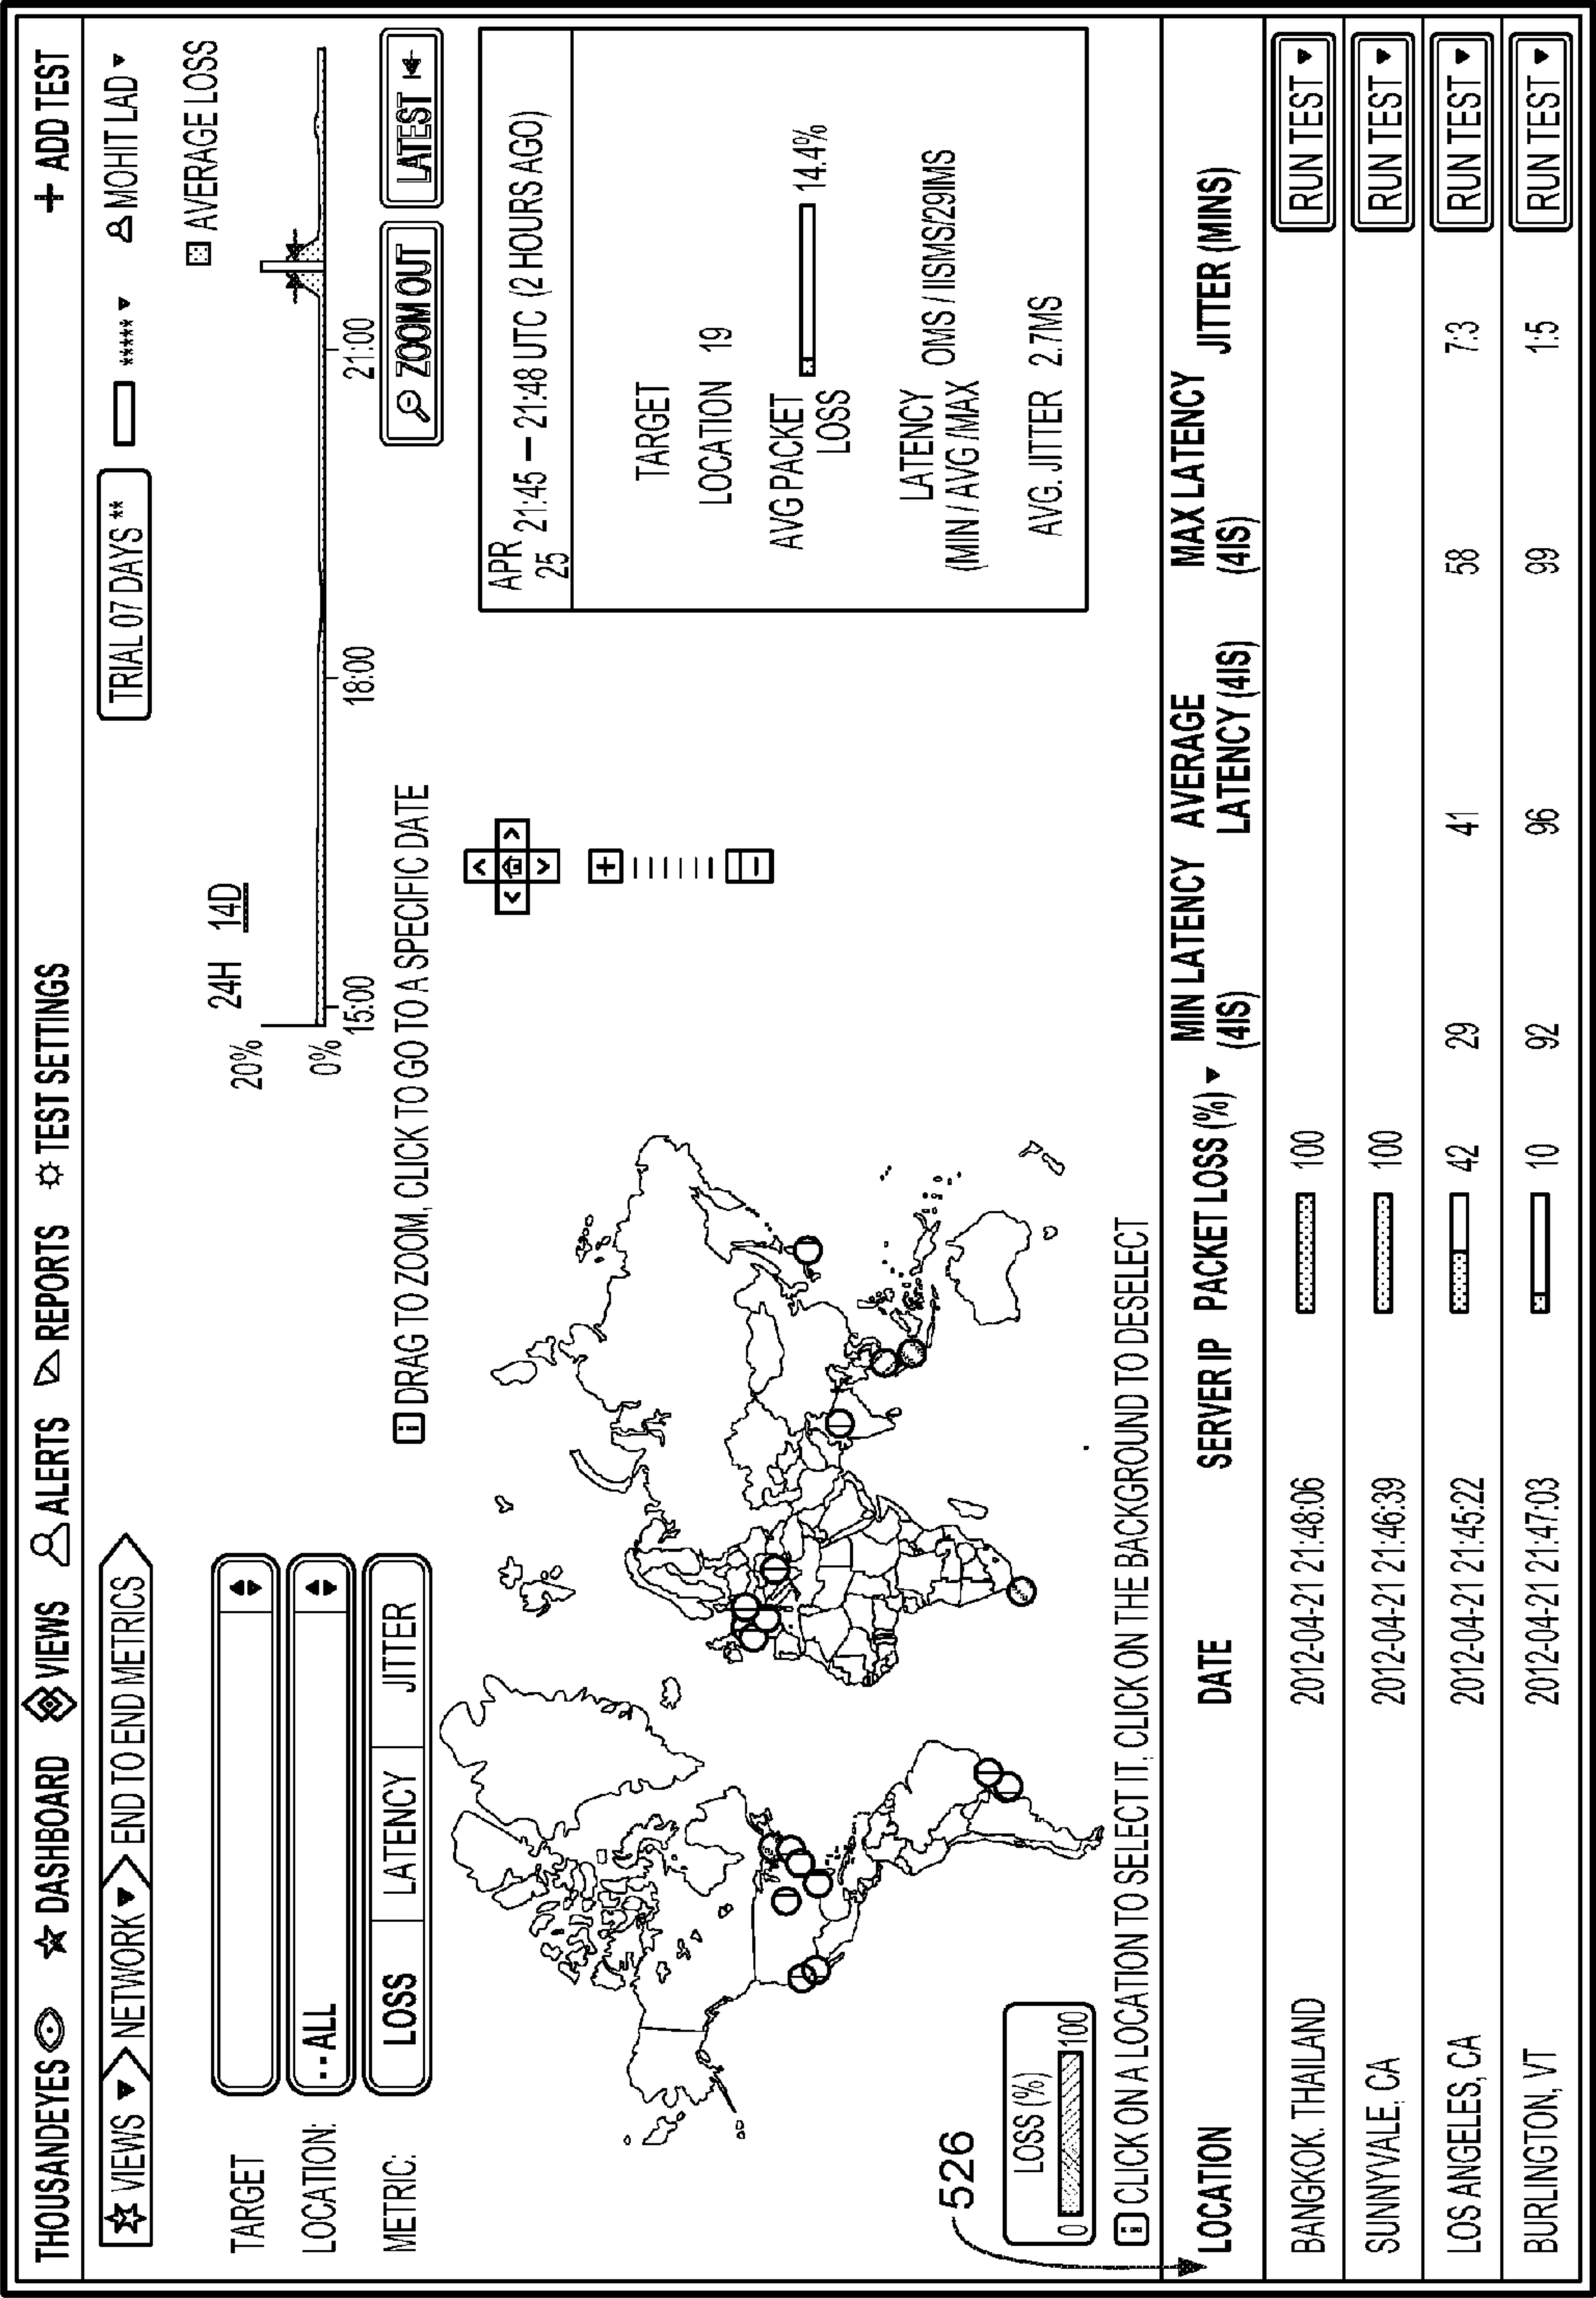 THOUSANDEYES DASHBOARD VIEWS ALERTS REPORTS TEST SETTINGS + ADD TEST
VIEWS NETWORK END TO END METRICS TRIAL 07 DAYS ** ***** MOHIT LAD
TARGET
LOCATION: --ALL
METRIC: LOSS LATENCY JITTER
24H 14D AVERAGE LOSS
20%
0%
15:00 18:00 21:00
i DRAG TO ZOOM, CLICK TO GO TO A SPECIFIC DATE ZOOM OUT LATEST
APR 25 21:45 – 21:48 UTC (2 HOURS AGO)
TARGET
LOCATION 19
AVG PACKET LOSS 14.4%
LATENCY (MIN / AVG /MAX OMS / IISMS/29IMS
AVG. JITTER 2.7MS
526
LOSS (%)
0 100
CLICK ON A LOCATION TO SELECT IT, CLICK ON THE BACKGROUND TO DESELECT
LOCATION DATE SERVER IP PACKET LOSS (%) MIN LATENCY (4IS) AVERAGE LATENCY (4IS) MAX LATENCY (4IS) JITTER (MINS)
BANGKOK. THAILAND 2012-04-21 21:48:06 100 RUN TEST
SUNNYVALE, CA 2012-04-21 21:46:39 100 RUN TEST
LOS ANGELES, CA 2012-04-21 21:45:22 42 29 41 58 7:3 RUN TEST
BURLINGTON, VT 2012-04-21 21:47:03 10 92 96 99 1:5 RUN TEST